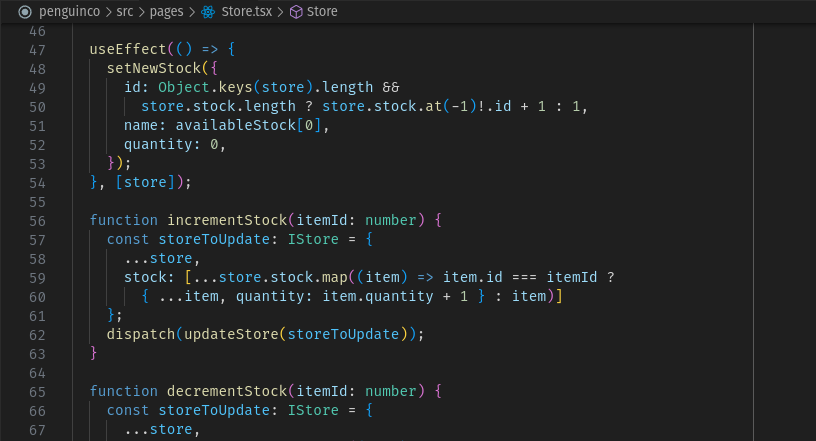 penguinco > src > pages > Store.tsx > Store
46
47 useEffect(() => {
48 setNewStock({
49 id: Object.keys(store).length &&
50 store.stock.length ? store.stock.at(-1)!.id + 1 : 1,
51 name: availableStock[0],
52 quantity: 0,
53 });
54 }, [store]);
55
56 function incrementStock(itemId: number) {
57 const storeToUpdate: IStore = {
58 ...store,
59 stock: [...store.stock.map((item) => item.id === itemId ?
60 { ...item, quantity: item.quantity + 1 } : item)]
61 };
62 dispatch(updateStore(storeToUpdate));
63 }
64
65 function decrementStock(itemId: number) {
66 const storeToUpdate: IStore = {
67 ...store,